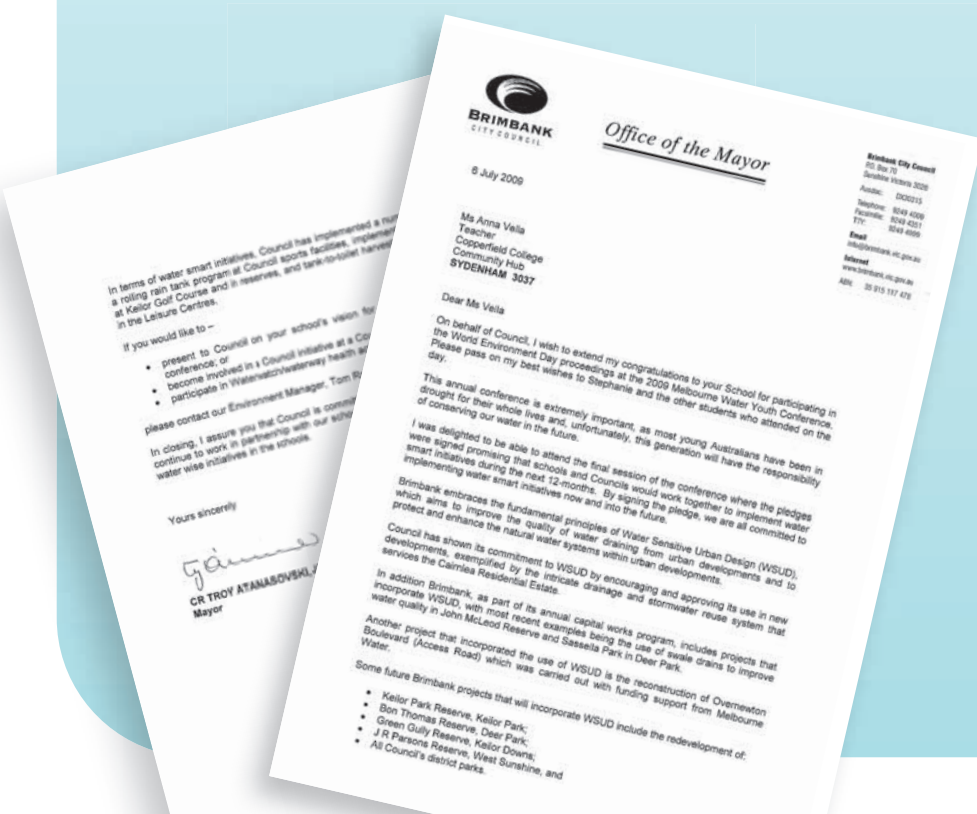 BRIMBANK
CITY COUNCIL
Office of the Mayor
Brimbank City Council
P.O. Box 70
Sunshine Victoria 3020
Ausdoc: DX30315
Telephone: 9249 4000
Facsimile: 9249 4351
TTY: 9249 4999
Email
info@brimbank.vic.gov.au
Internet
www.brimbank.vic.gov.au
ABN: 35 915 117 478
6 July 2009
Ms Anna Vella
Teacher
Copperfield College
Community Hub
SYDENHAM 3037
Dear Ms Vella
On behalf of Council, I wish to extend my congratulations to your School for participating in
the World Environment Day proceedings at the 2009 Melbourne Water Youth Conference.
Please pass on my best wishes to Stephanie and the other students who attended on the
day.
This annual conference is extremely important, as most young Australians have been in
drought for their whole lives and, unfortunately, this generation will have the responsibility
of conserving our water in the future.
I was delighted to be able to attend the final session of the conference where the pledges
were signed promising that schools and Councils would work together to implement water
smart initiatives during the next 12-months. By signing the pledge, we are all committed to
implementing water smart initiatives now and into the future.
Brimbank embraces the fundamental principles of Water Sensitive Urban Design (WSUD),
which aims to improve the quality of water draining from urban developments and to
protect and enhance the natural water systems within urban developments.
Council has shown its commitment to WSUD by encouraging and approving its use in new
developments, exemplified by the intricate drainage and stormwater reuse system that
services the Cairnlea Residential Estate.
In addition Brimbank, as part of its annual capital works program, includes projects that
incorporate WSUD, with most recent examples being the use of swale drains to improve
water quality in John McLeod Reserve and Sassella Park in Deer Park.
Another project that incorporated the use of WSUD is the reconstruction of Overnewton
Boulevard (Access Road) which was carried out with funding support from Melbourne
Water.
Some future Brimbank projects that will incorporate WSUD include the redevelopment of:
• Keilor Park Reserve, Keilor Park;
• Bon Thomas Reserve, Deer Park;
• Green Gully Reserve, Keilor Downs;
• J R Parsons Reserve, West Sunshine, and
• All Council's district parks.
In terms of water smart initiatives, Council has implemented a
a rolling rain tank program at Council sports facilities,
at Keilor Golf Course and in reserves, and tank-to-toilet
in the Leisure Centres.
If you would like to –
• present to Council on your school's vision for
conference; or
• become involved in a Council initiative at a
• participate in Waterwatch/waterway health
please contact our Environment Manager, Tom
In closing, I assure you that Council is
continue to work in partnership with our
water wise initiatives in the schools.
Yours sincerely
CR TROY ATANASOVSKI,
Mayor